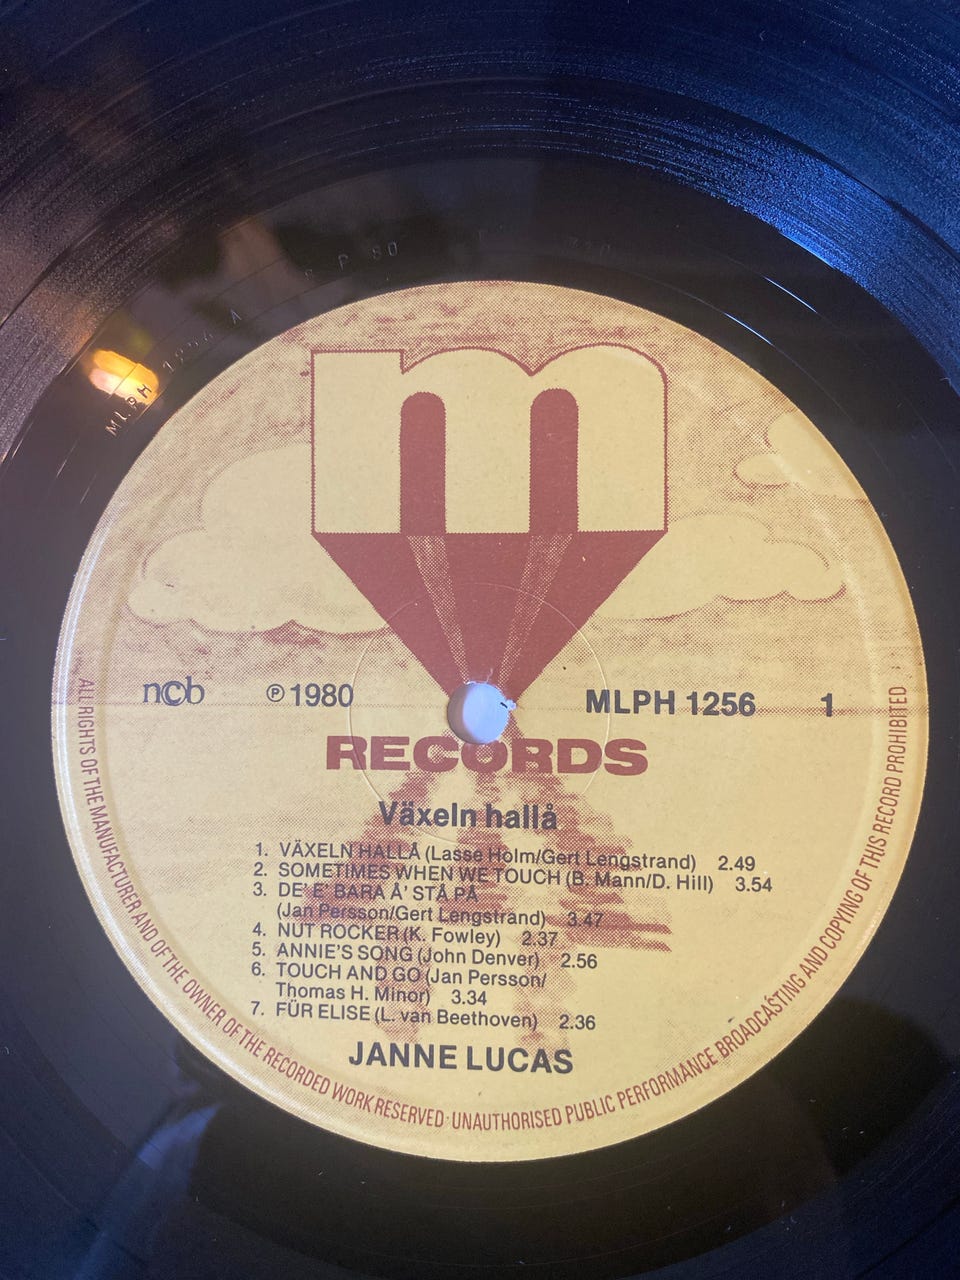 MLPH 1256 A
P 80
m
RECORDS
ncb
℗ 1980
MLPH 1256 1
Växeln hallå
1. VÄXELN HALLÅ (Lasse Holm/Gert Lengstrand) 2.49
2. SOMETIMES WHEN WE TOUCH (B. Mann/D. Hill) 3.54
3. DE' E' BARA Å' STÅ PÅ
(Jan Persson/Gert Lengstrand) 3.47
4. NUT ROCKER (K. Fowley) 2.37
5. ANNIE'S SONG (John Denver) 2.56
6. TOUCH AND GO (Jan Persson/
Thomas H. Minor) 3.34
7. FÜR ELISE (L. van Beethoven) 2.36
JANNE LUCAS
ALL RIGHTS OF THE MANUFACTURER AND OF THE OWNER OF THE RECORDED WORK RESERVED · UNAUTHORISED PUBLIC PERFORMANCE BROADCASTING AND COPYING OF THIS RECORD PROHIBITED